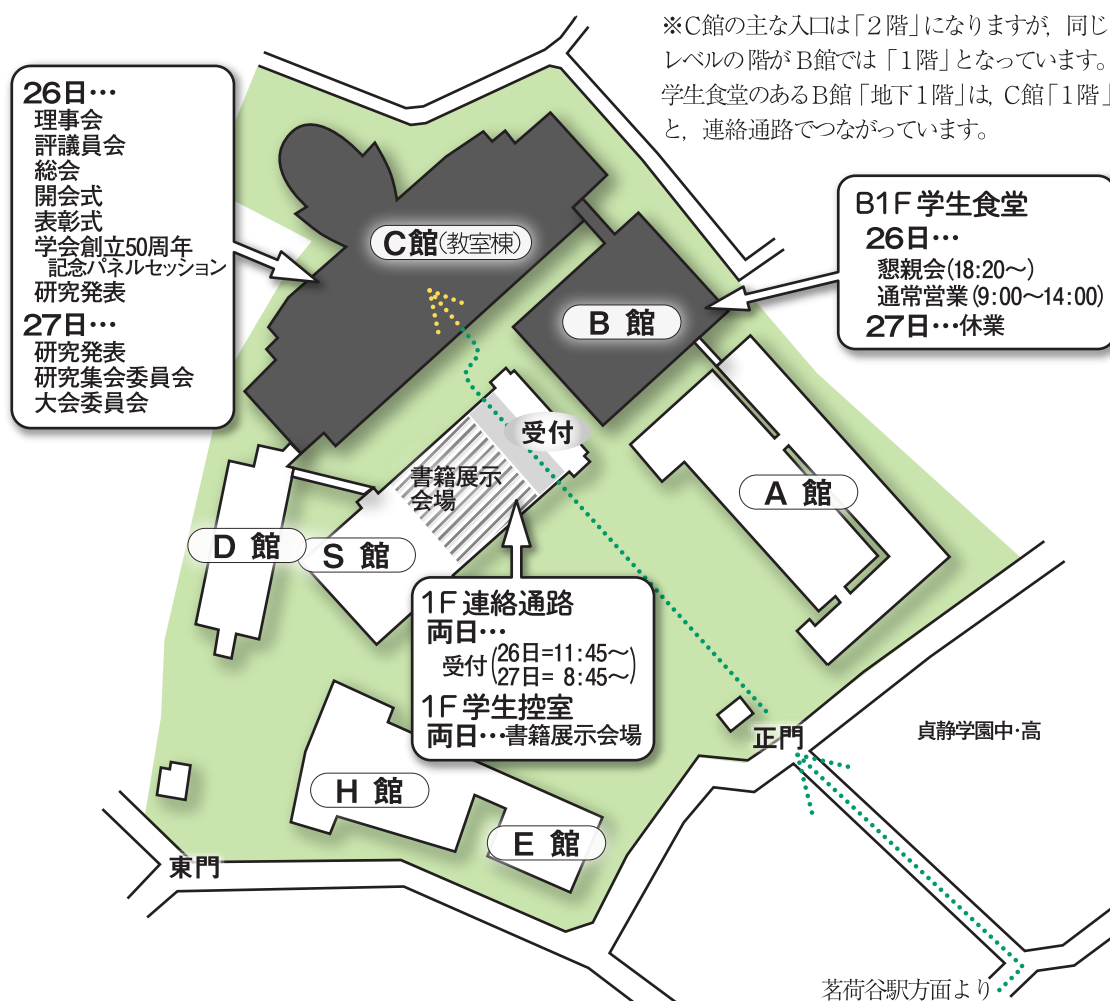 ※C館の主な入口は「２階」になりますが，同じ
レベルの階がB館では「１階」となっています。
学生食堂のあるB館「地下１階」は，C館「１階」
と，連絡通路でつながっています。
26日…
理事会
評議員会
総会
開会式
表彰式
学会創立50周年
記念パネルセッション
研究発表
27日…
研究発表
研究集会委員会
大会委員会
B1F 学生食堂
26日…
懇親会(18:20〜)
通常営業(9:00〜14:00)
27日…休業
C館(教室棟)
B 館
受付
書籍展示
会場
A 館
D 館
S 館
1F 連絡通路
両日…
受付(26日=11:45〜
27日= 8:45〜)
1F 学生控室
両日…書籍展示会場
正門
貞静学園中・高
H 館
E 館
東門
茗荷谷駅方面より